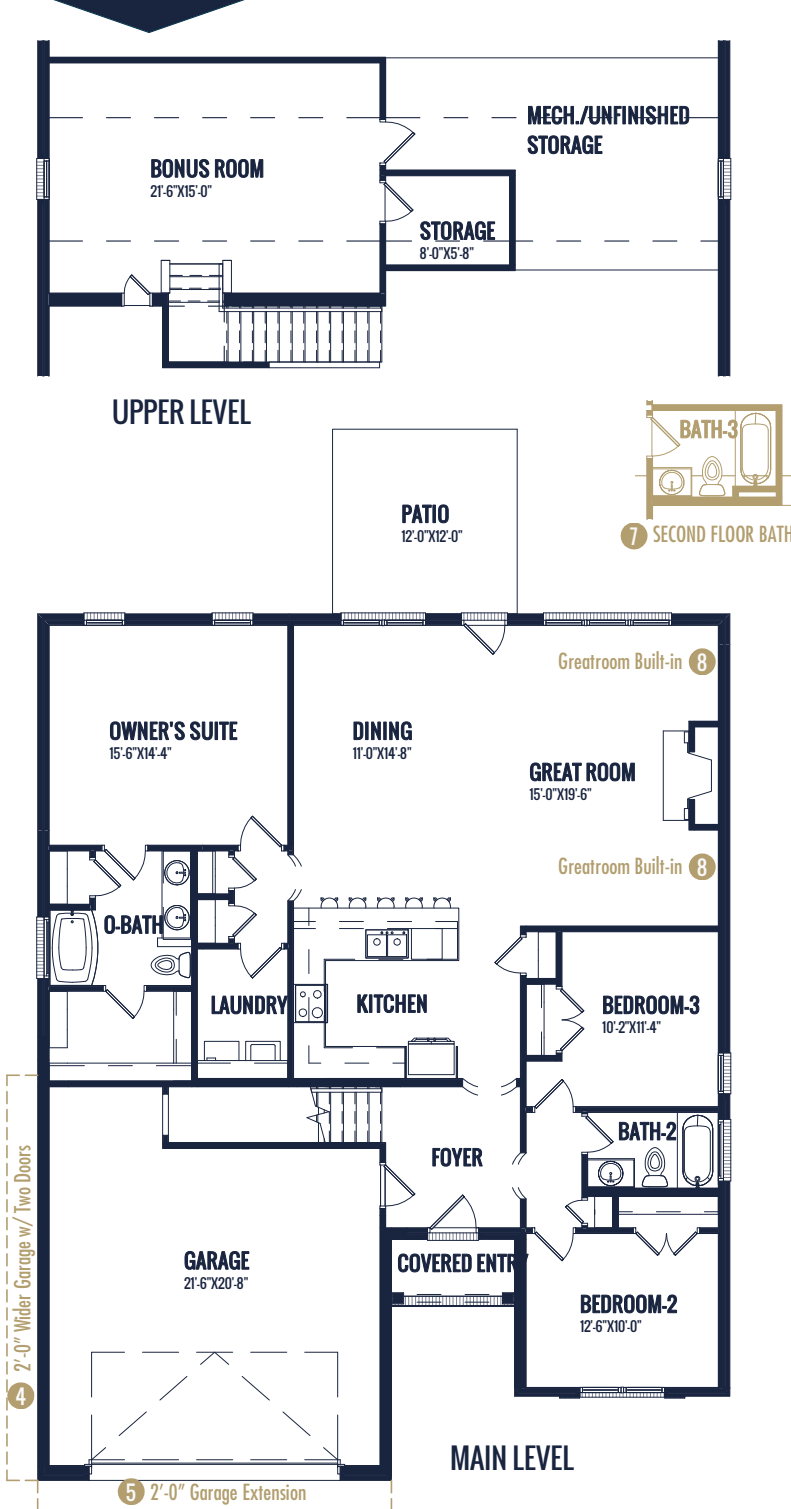 MECH./UNFINISHED
STORAGE
BONUS ROOM
21'-6"X15'-0"
STORAGE
8'-0"X5'-8"
UPPER LEVEL
BATH-3
7 SECOND FLOOR BATH
PATIO
12'-0"X12'-0"
Greatroom Built-in 8
OWNER'S SUITE
15'-6"X14'-4"
DINING
11'-0"X14'-8"
GREAT ROOM
15'-0"X19'-6"
Greatroom Built-in 8
O-BATH
LAUNDRY
KITCHEN
BEDROOM-3
10'-2"X11'-4"
BATH-2
FOYER
4 2'-0" Wider Garage w/ Two Doors
GARAGE
21'-6"X20'-8"
COVERED ENTRY
BEDROOM-2
12'-6"X10'-0"
MAIN LEVEL
5 2'-0" Garage Extension